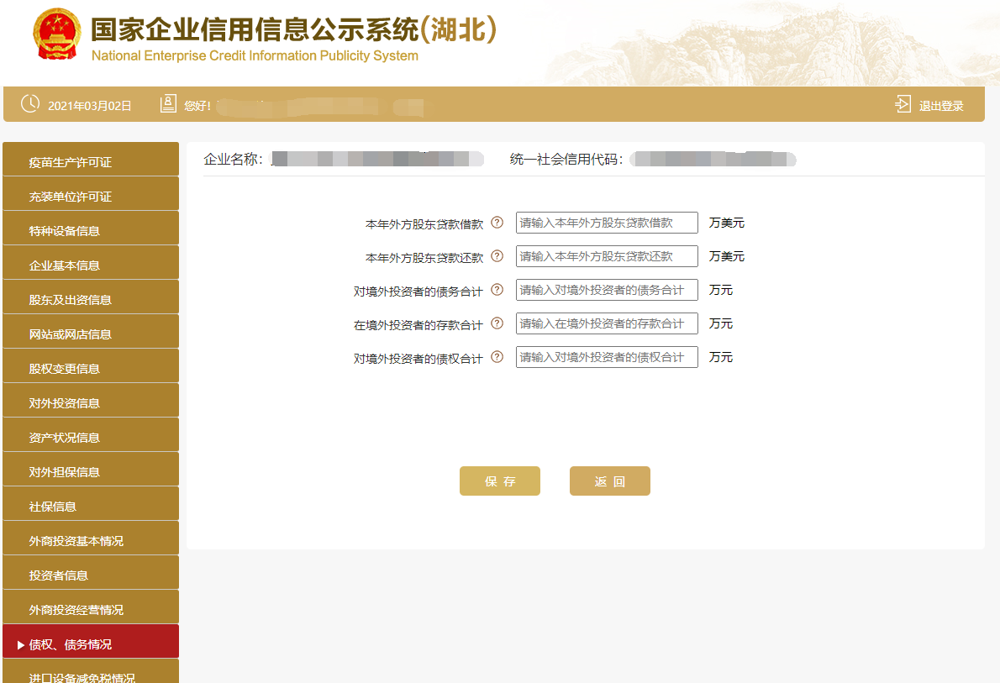 国家企业信用信息公示系统(湖北)
National Enterprise Credit Information Publicity System
2021年03月02日 您好! 退出登录
疫苗生产许可证
充装单位许可证
特种设备信息
企业基本信息
股东及出资信息
网站或网店信息
股权变更信息
对外投资信息
资产状况信息
对外担保信息
社保信息
外商投资基本情况
投资者信息
外商投资经营情况
债权、债务情况
进口设备减免税情况
企业名称: 统一社会信用代码:
本年外方股东贷款借款 ? 请输入本年外方股东贷款借款 万美元
本年外方股东贷款还款 ? 请输入本年外方股东贷款还款 万美元
对境外投资者的债务合计 ? 请输入对境外投资者的债务合计 万元
在境外投资者的存款合计 ? 请输入在境外投资者的存款合计 万元
对境外投资者的债权合计 ? 请输入对境外投资者的债权合计 万元
保 存 返 回